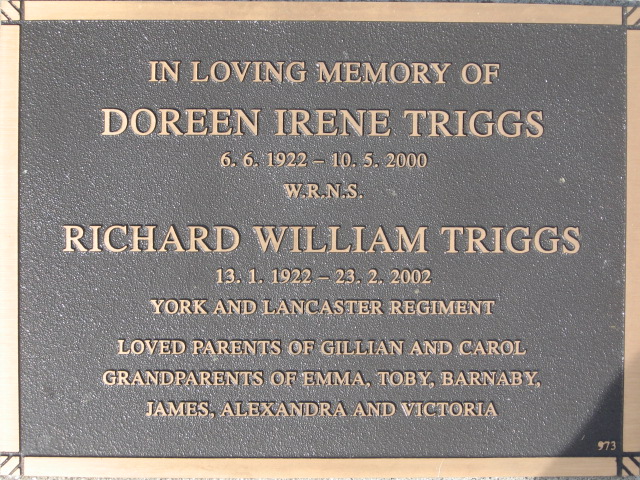 IN LOVING MEMORY OF
DOREEN IRENE TRIGGS
6. 6. 1922 – 10. 5. 2000
W.R.N.S.
RICHARD WILLIAM TRIGGS
13. 1. 1922 – 23. 2. 2002
YORK AND LANCASTER REGIMENT
LOVED PARENTS OF GILLIAN AND CAROL
GRANDPARENTS OF EMMA, TOBY, BARNABY,
JAMES, ALEXANDRA AND VICTORIA
973